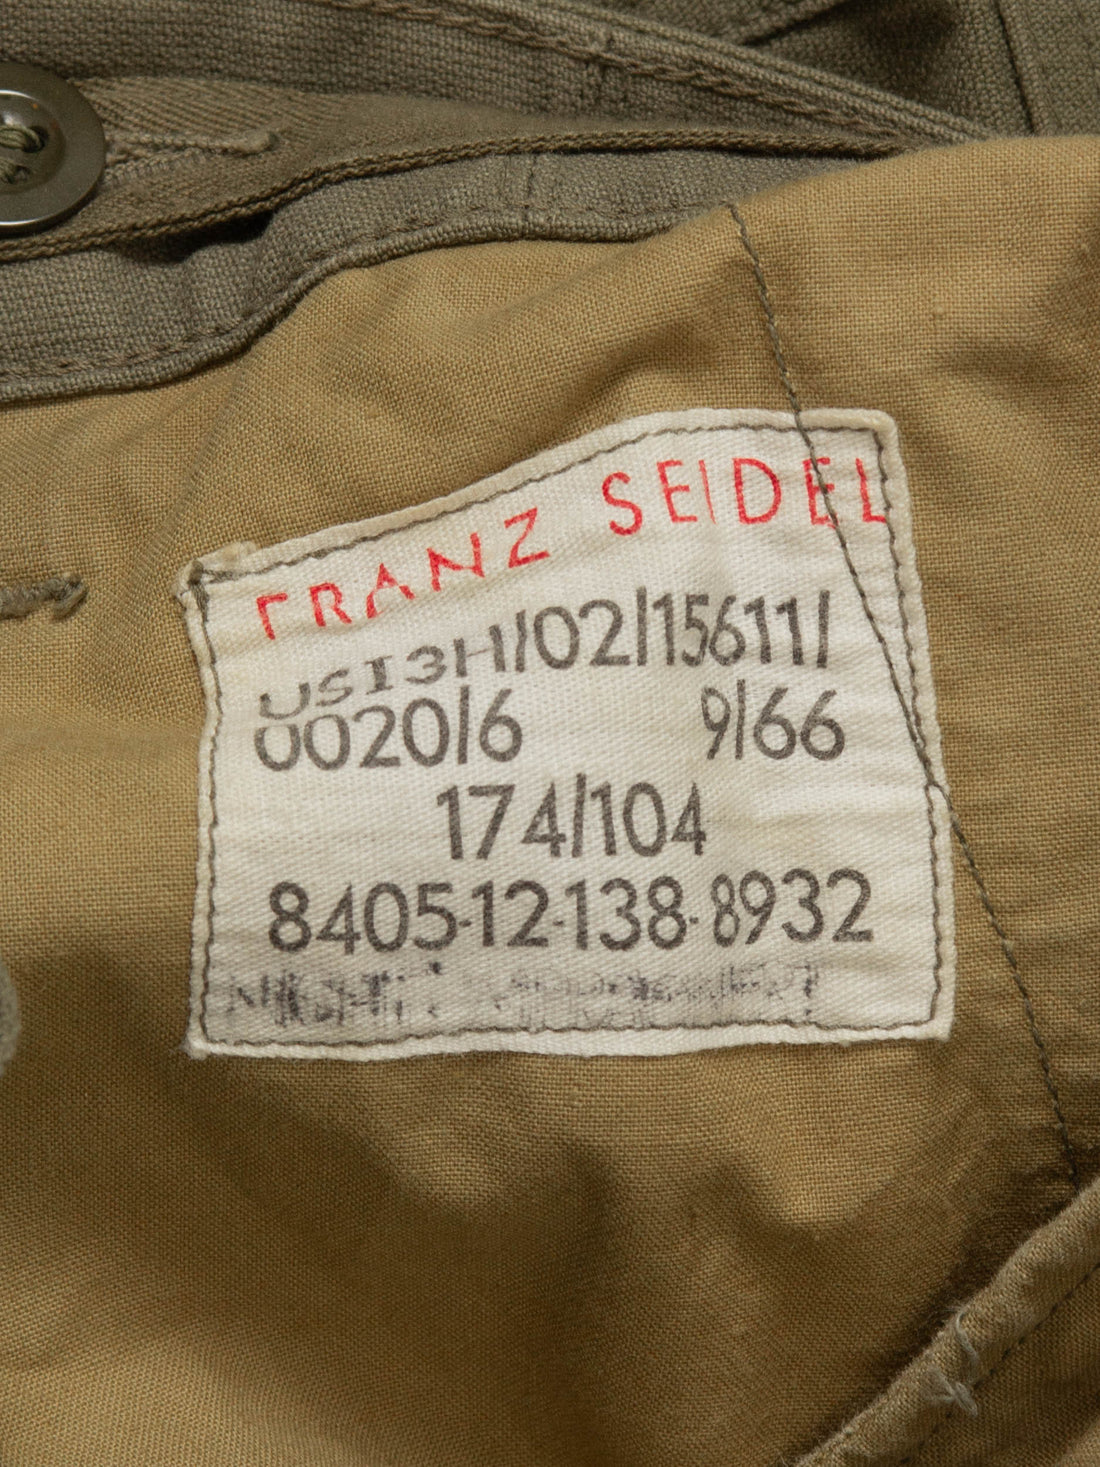 FRANZ SEIDEL
US13H/02/15611/
0020/6 9/66
174/104
8405-12-138-8932